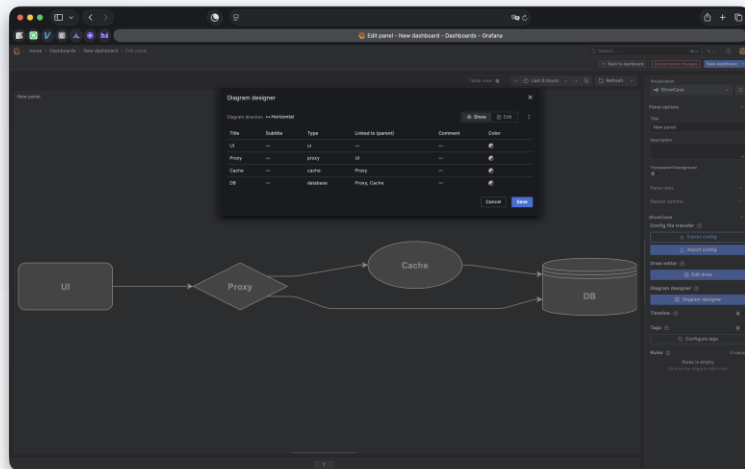 Edit panel - New dashboard - Dashboards - Grafana
Home › Dashboards › New dashboard › Edit panel
Search...
Back to dashboard
Discard panel changes
Save dashboard
Table view
Last 6 hours
Refresh
New panel
Diagram designer
Diagram direction Horizontal
Show
Edit
Title Subtitle Type Linked to (parent) Comment Color
UI — ui — —
Proxy — proxy UI —
Cache — cache Proxy —
DB — database Proxy, Cache —
Cancel
Save
UI
Proxy
Cache
DB
Visualization
ShowCase
Panel options
Title
New panel
Description
Transparent background
Panel links
Repeat options
ShowCase
Config file transfer
Export config
Import config
Draw editor
Edit draw
Diagram designer
Diagram designer
Timeline
Tags
Configure tags
Rules
Rules is empty